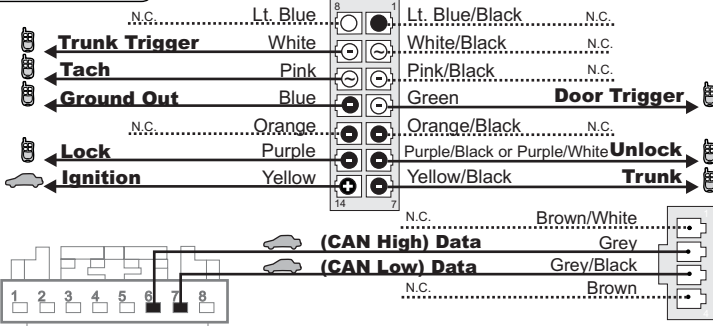 8 1
N.C. Lt. Blue Lt. Blue/Black N.C.
Trunk Trigger White White/Black N.C.
Tach Pink Pink/Black N.C.
Ground Out Blue Green Door Trigger
N.C. Orange Orange/Black N.C.
Lock Purple Purple/Black or Purple/White Unlock
Ignition Yellow Yellow/Black Trunk
14 7
N.C. Brown/White
(CAN High) Data Grey
(CAN Low) Data Grey/Black
N.C. Brown
1 2 3 4 5 6 7 8